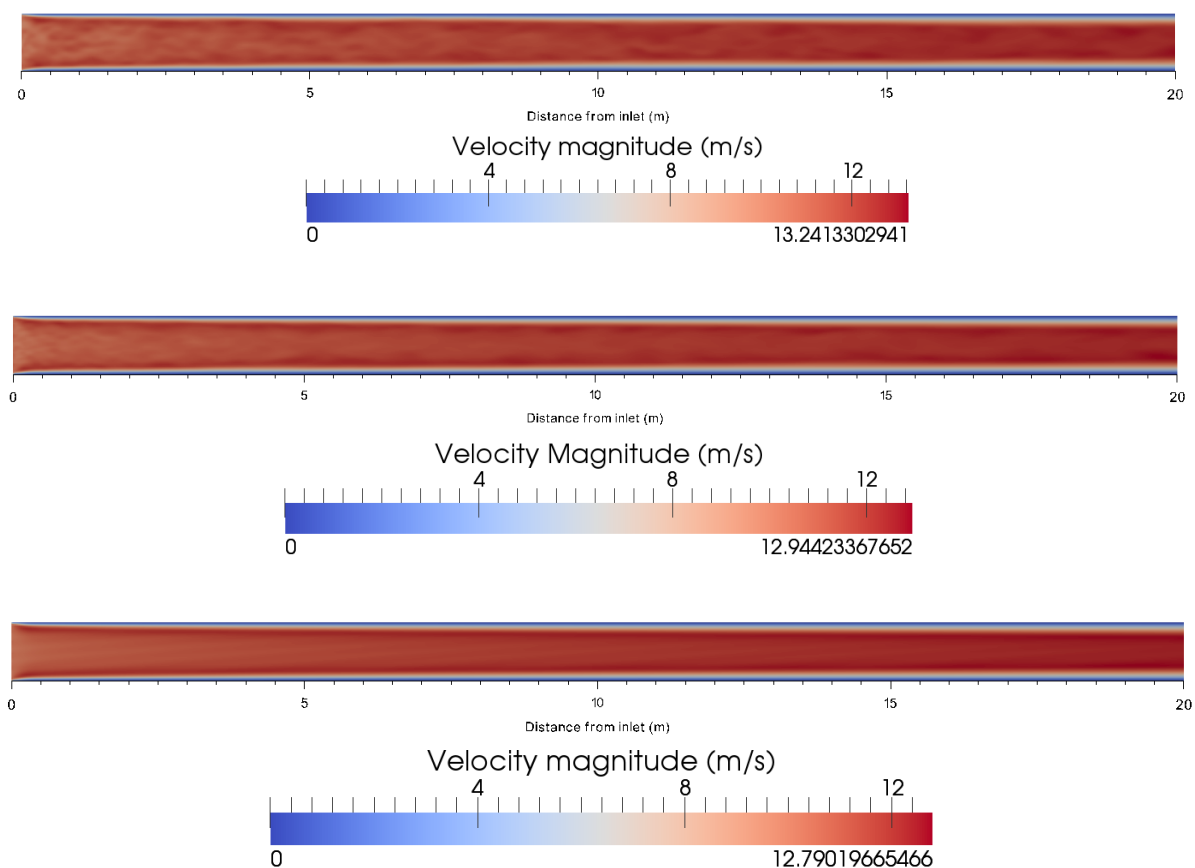 0 5 10 15 20
Distance from inlet (m)
Velocity magnitude (m/s)
4 8 12
0 13.2413302941
0 5 10 15 20
Distance from inlet (m)
Velocity Magnitude (m/s)
4 8 12
0 12.94423367652
0 5 10 15 20
Distance from inlet (m)
Velocity magnitude (m/s)
4 8 12
0 12.79019665466